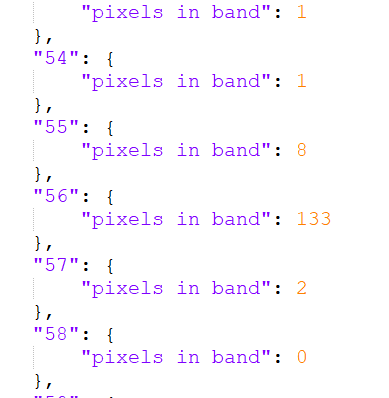 "pixels in band": 1
},
"54": {
"pixels in band": 1
},
"55": {
"pixels in band": 8
},
"56": {
"pixels in band": 133
},
"57": {
"pixels in band": 2
},
"58": {
"pixels in band": 0
},